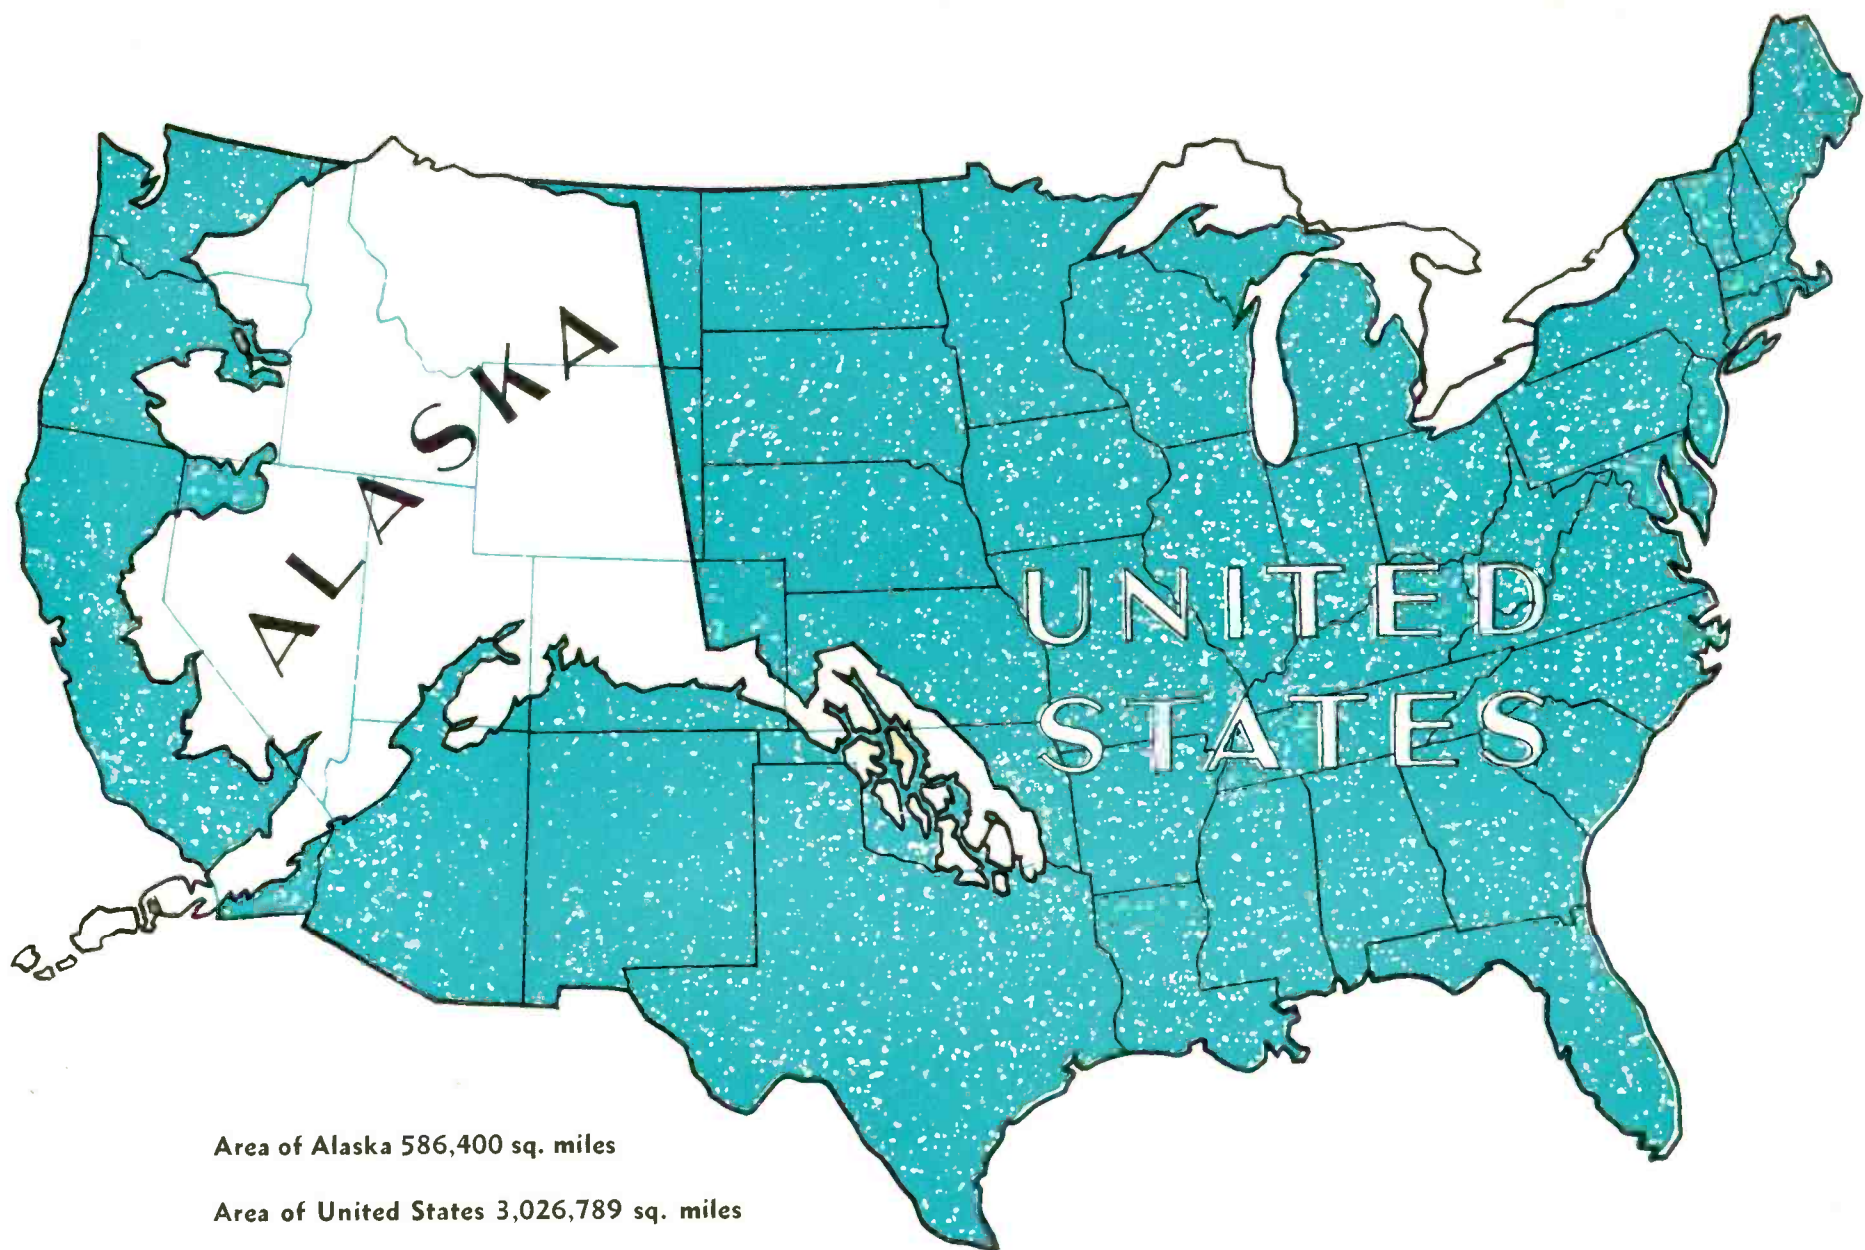 ALASKA
UNITED
STATES
Area of Alaska 586,400 sq. miles
Area of United States 3,026,789 sq. miles